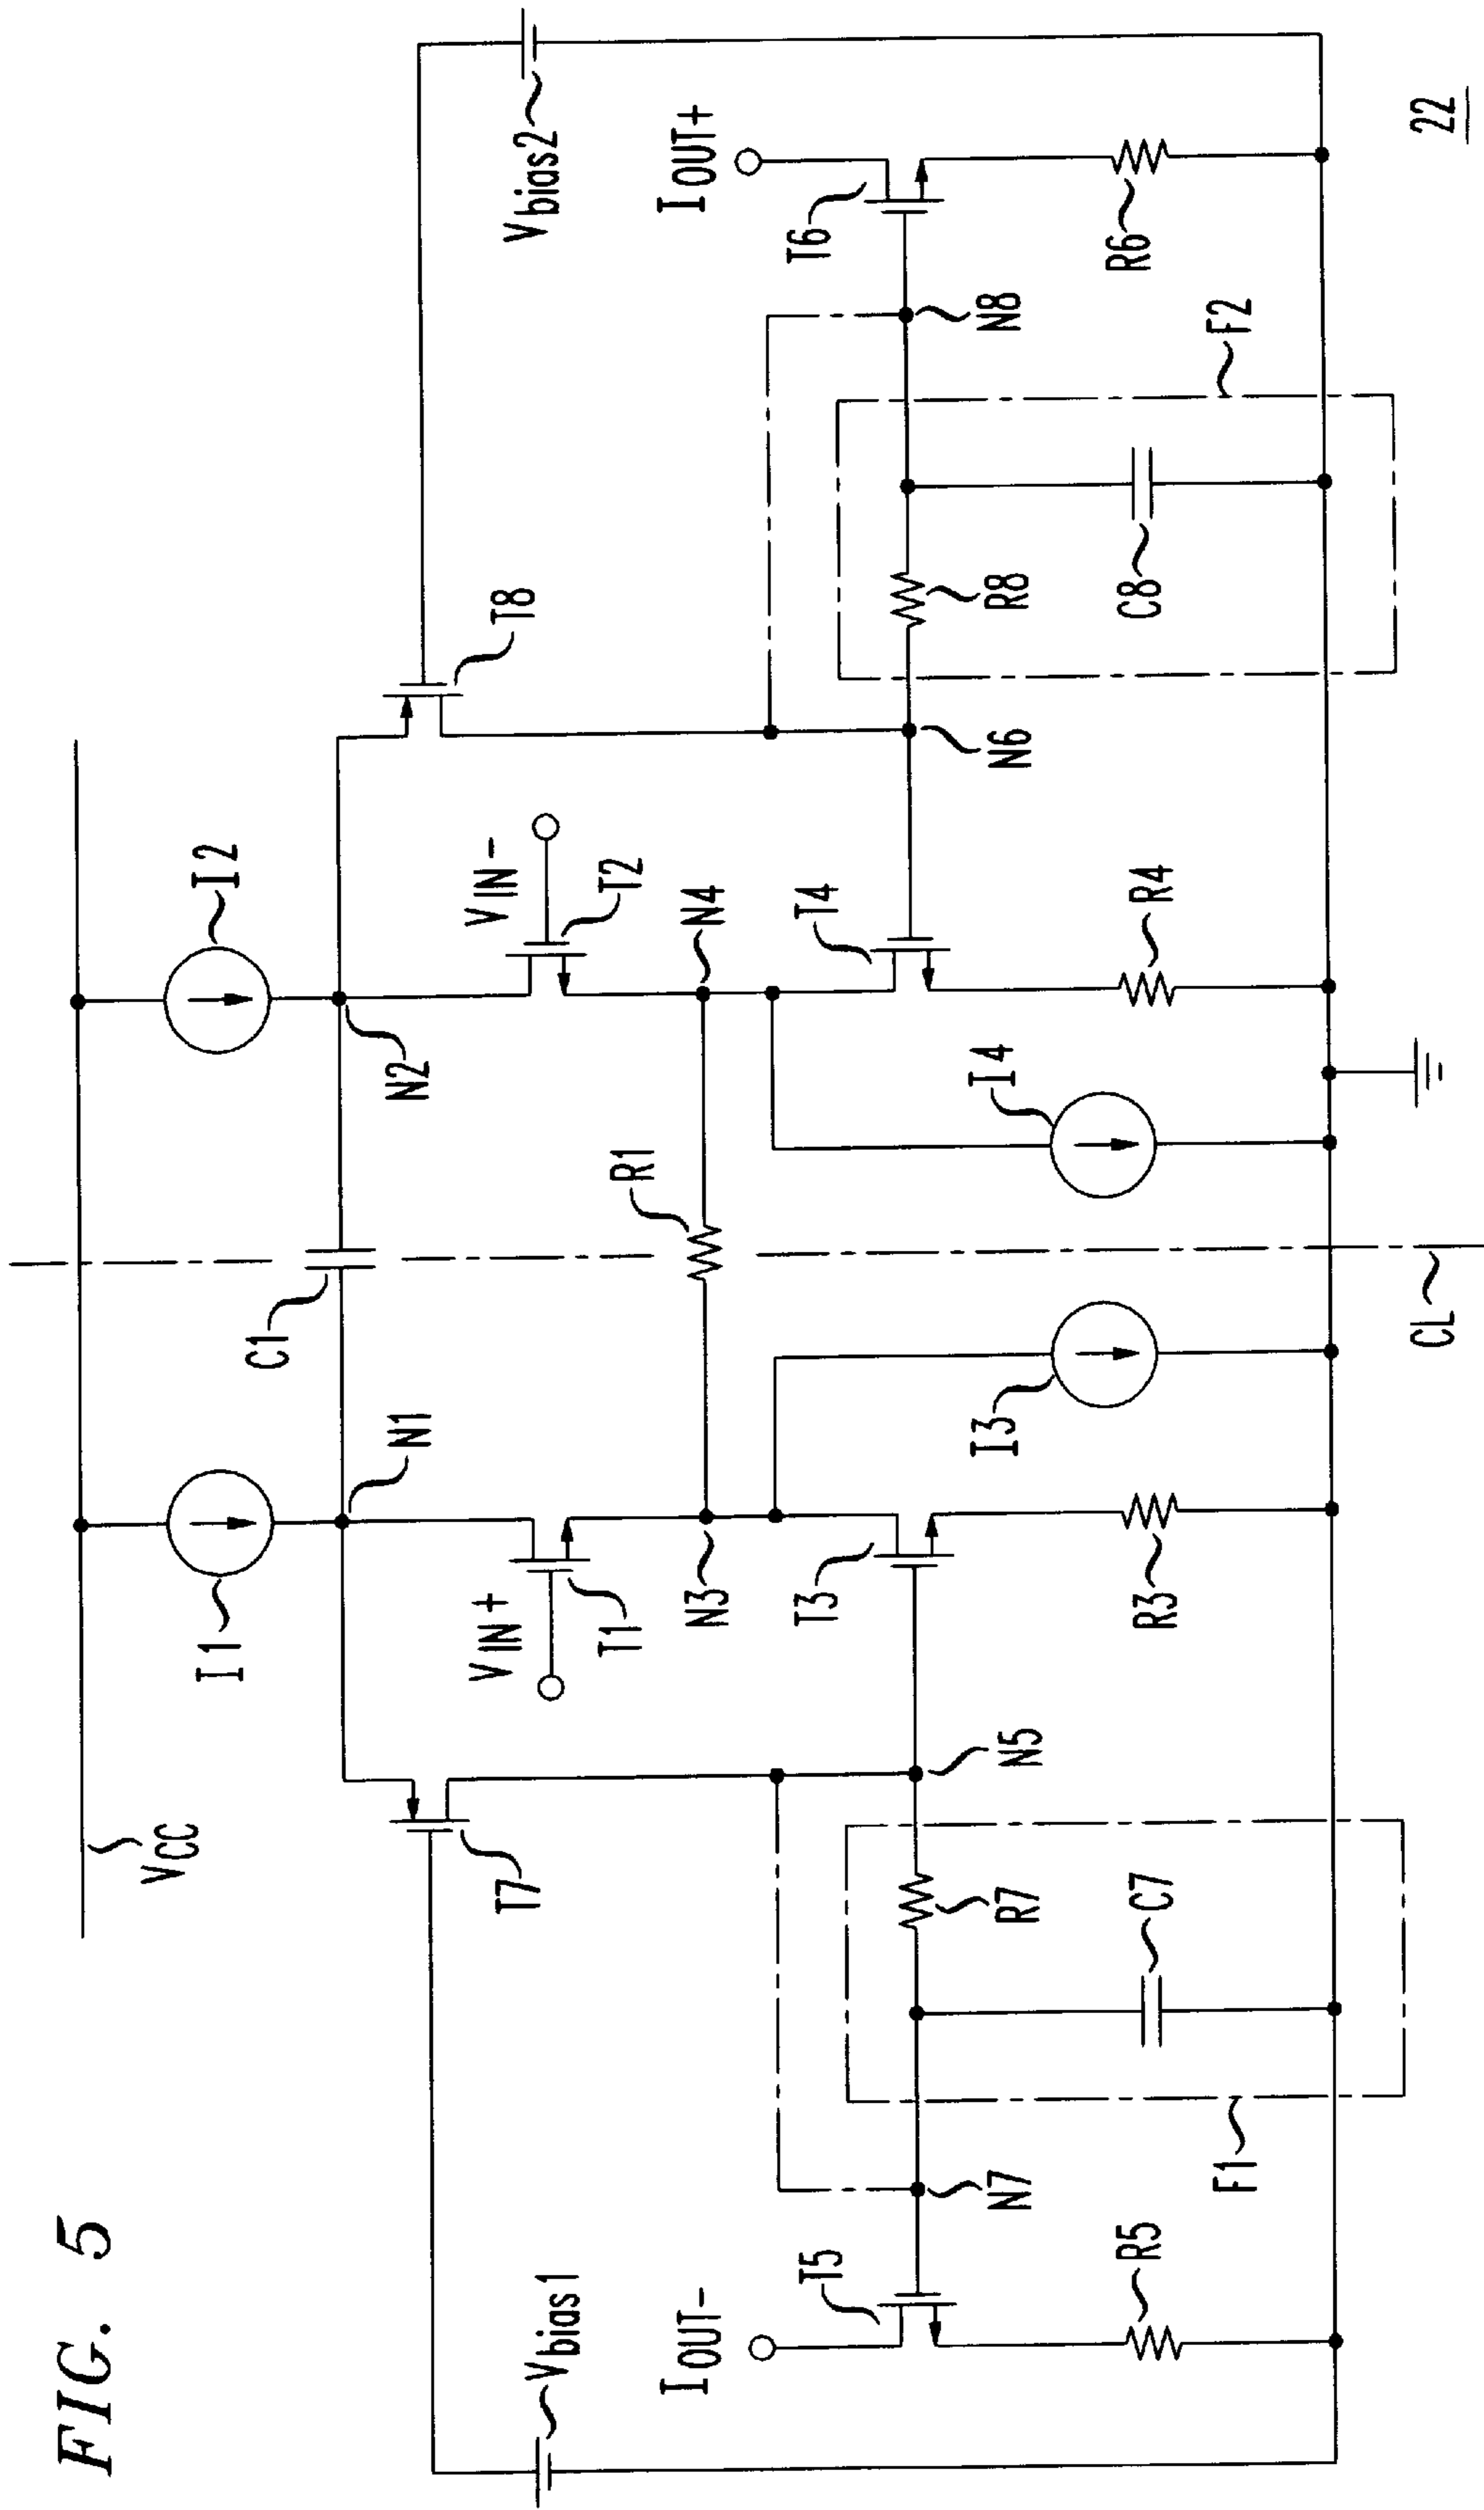 FIG. 5
VCC
I1
I2
C1
N1
N2
T7
T8
Vbias1
Vbias2
VIN+
VIN-
T1
T2
R1
N3
N4
IOUT-
IOUT+
T5
T3
T4
T6
I3
I4
N7
N5
N6
N8
R7
R8
R5
C7
R3
R4
C8
R6
F1
F2
CL
22